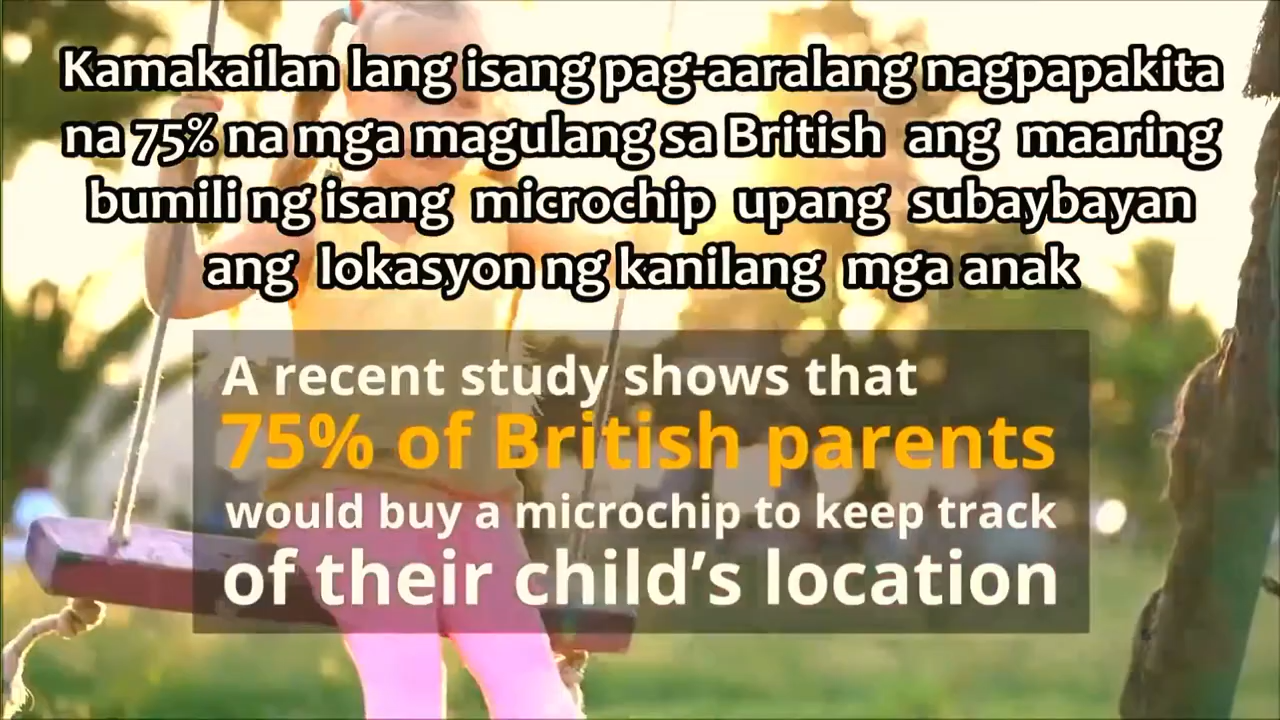 Kamakailan lang isang pag-aaralang nagpapakita
na 75% na mga magulang sa British ang maaring
bumili ng isang microchip upang subaybayan
ang lokasyon ng kanilang mga anak
A recent study shows that
75% of British parents
would buy a microchip to keep track
of their child's location